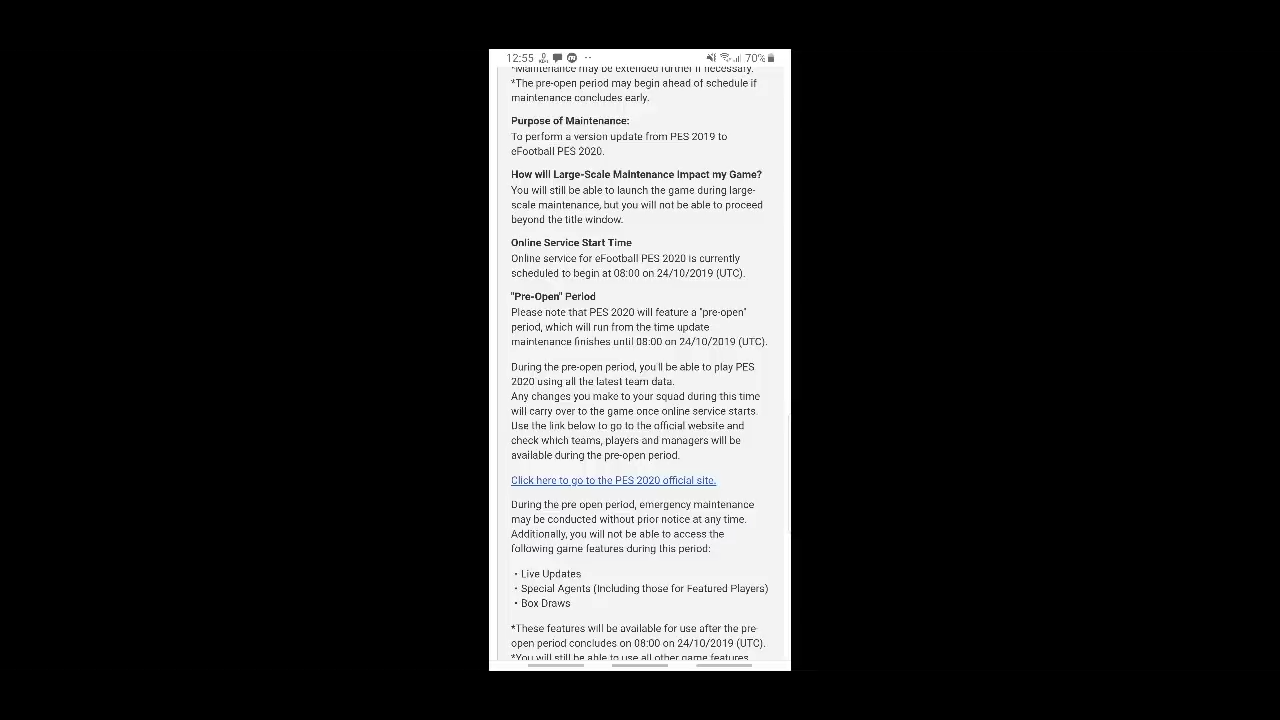 12:55 70%
*Maintenance may be extended further if necessary.
*The pre-open period may begin ahead of schedule if
maintenance concludes early.
Purpose of Maintenance:
To perform a version update from PES 2019 to
eFootball PES 2020.
How will Large-Scale Maintenance Impact my Game?
You will still be able to launch the game during large-
scale maintenance, but you will not be able to proceed
beyond the title window.
Online Service Start Time
Online service for eFootball PES 2020 is currently
scheduled to begin at 08:00 on 24/10/2019 (UTC).
"Pre-Open" Period
Please note that PES 2020 will feature a "pre-open"
period, which will run from the time update
maintenance finishes until 08:00 on 24/10/2019 (UTC).
During the pre-open period, you'll be able to play PES
2020 using all the latest team data.
Any changes you make to your squad during this time
will carry over to the game once online service starts.
Use the link below to go to the official website and
check which teams, players and managers will be
available during the pre-open period.
Click here to go to the PES 2020 official site.
During the pre open period, emergency maintenance
may be conducted without prior notice at any time.
Additionally, you will not be able to access the
following game features during this period:
・Live Updates
・Special Agents (Including those for Featured Players)
・Box Draws
*These features will be available for use after the pre-
open period concludes on 08:00 on 24/10/2019 (UTC).
*You will still be able to use all other game features